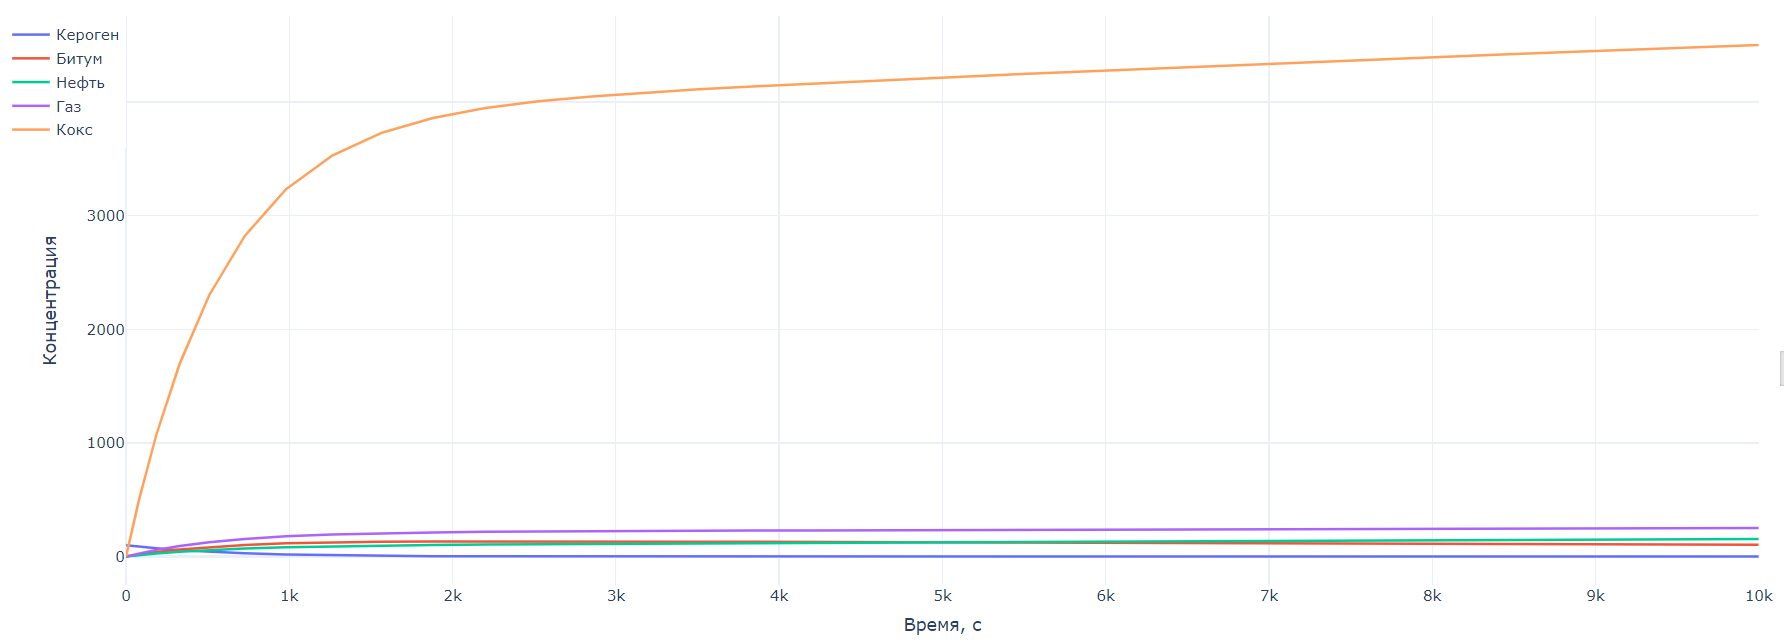 Кероген
Битум
Нефть
Газ
Кокс
Концентрация
3000
2000
1000
0
0
1k
2k
3k
4k
5k
6k
7k
8k
9k
10k
Время, с